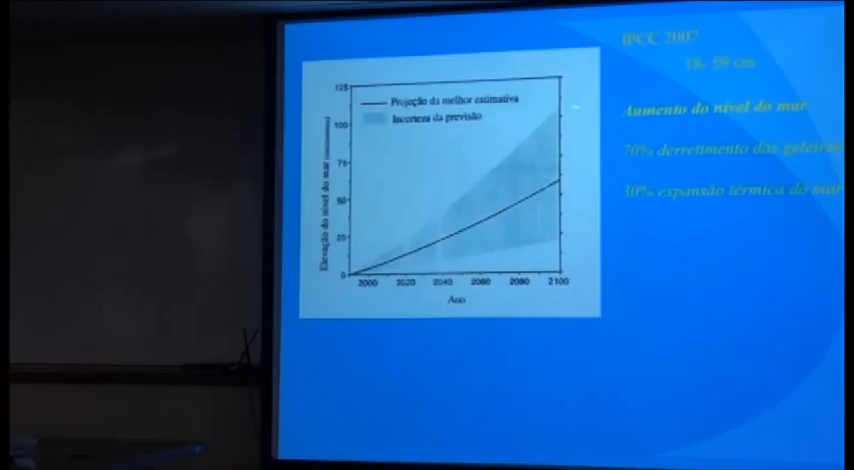 IPCC 2007
18- 59 cm
Aumento do nível do mar
70% derretimento das geleiras
30% expansão térmica do mar
Projeção da melhor estimativa
Incerteza da previsão
Elevação do nível do mar
125
100
75
50
25
0
2000 2020 2040 2060 2080 2100
Ano